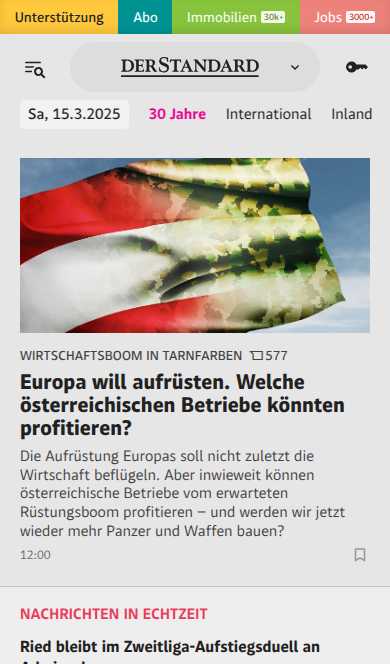 Unterstützung Abo Immobilien 30k+ Jobs 3000+
DERSTANDARD
Sa, 15.3.2025 30 Jahre International Inland
WIRTSCHAFTSBOOM IN TARNFARBEN 577
Europa will aufrüsten. Welche
österreichischen Betriebe könnten
profitieren?
Die Aufrüstung Europas soll nicht zuletzt die
Wirtschaft beflügeln. Aber inwieweit können
österreichische Betriebe vom erwarteten
Rüstungsboom profitieren – und werden wir jetzt
wieder mehr Panzer und Waffen bauen?
12:00
NACHRICHTEN IN ECHTZEIT
Ried bleibt im Zweitliga-Aufstiegsduell an